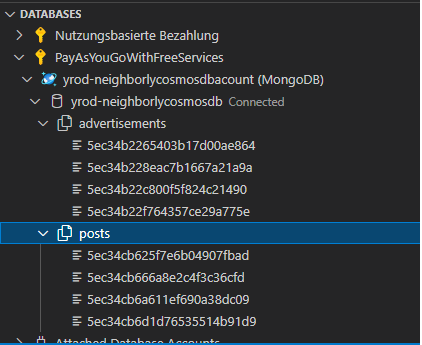 DATABASES
Nutzungsbasierte Bezahlung
PayAsYouGoWithFreeServices
yrod-neighborlycosmosdbacount (MongoDB)
yrod-neighborlycosmosdb Connected
advertisements
5ec34b2265403b17d00ae864
5ec34b228eac7b1667a21a9a
5ec34b22c800f5f824c21490
5ec34b22f764357ce29a775e
posts
5ec34cb625f7e6b04907fbad
5ec34cb666a8e2c4f3c36cfd
5ec34cb6a611ef690a38dc09
5ec34cb6d1d76535514b91d9
Attached Database Accounts